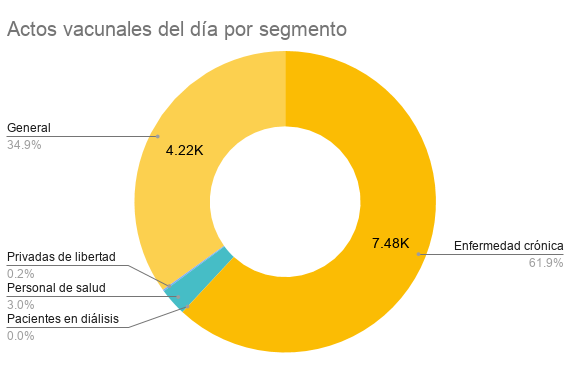 Actos vacunales del día por segmento
General
34.9%
4.22K
7.48K
Enfermedad crónica
61.9%
Privadas de libertad
0.2%
Personal de salud
3.0%
Pacientes en diálisis
0.0%